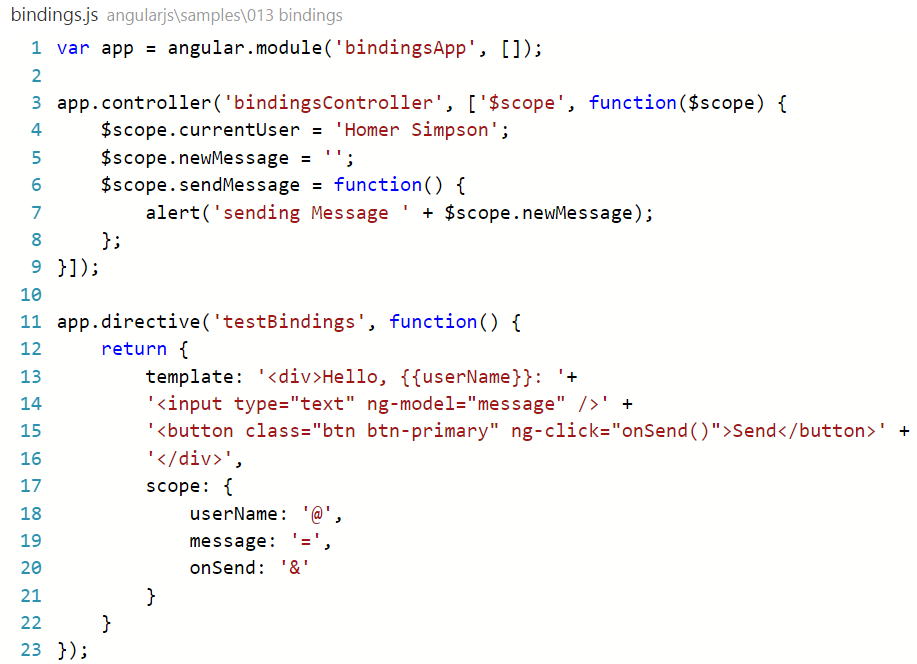 bindings.js angularjs\samples\013 bindings
1 var app = angular.module('bindingsApp', []);
2
3 app.controller('bindingsController', ['$scope', function($scope) {
4     $scope.currentUser = 'Homer Simpson';
5     $scope.newMessage = '';
6     $scope.sendMessage = function() {
7         alert('sending Message ' + $scope.newMessage);
8     };
9 }]);
10
11 app.directive('testBindings', function() {
12     return {
13         template: '<div>Hello, {{userName}}: '+
14         '<input type="text" ng-model="message" />' +
15         '<button class="btn btn-primary" ng-click="onSend()">Send</button>' +
16         '</div>',
17         scope: {
18             userName: '@',
19             message: '=',
20             onSend: '&'
21         }
22     }
23 });